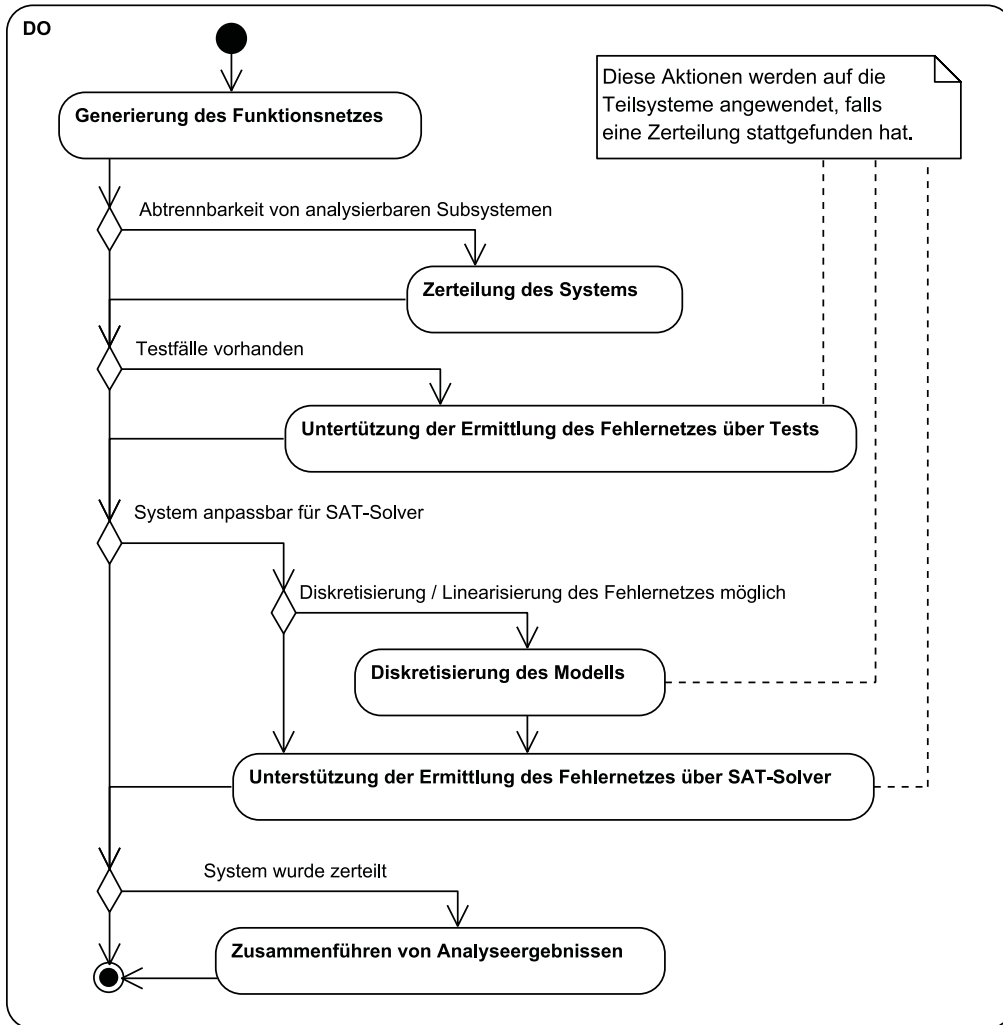 DO
Diese Aktionen werden auf die
Teilsysteme angewendet, falls
eine Zerteilung stattgefunden hat.
Generierung des Funktionsnetzes
Abtrennbarkeit von analysierbaren Subsystemen
Zerteilung des Systems
Testfälle vorhanden
Untertützung der Ermittlung des Fehlernetzes über Tests
System anpassbar für SAT-Solver
Diskretisierung / Linearisierung des Fehlernetzes möglich
Diskretisierung des Modells
Unterstützung der Ermittlung des Fehlernetzes über SAT-Solver
System wurde zerteilt
Zusammenführen von Analyseergebnissen